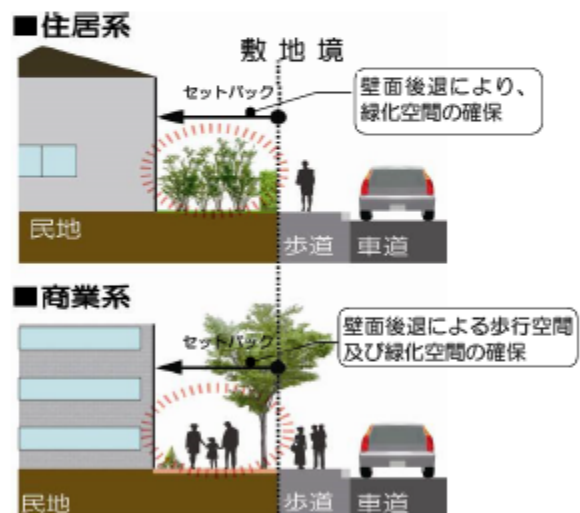 ■住居系
敷地境
セットバック
壁面後退により、
緑化空間の確保
民地
歩道
車道
■商業系
セットバック
壁面後退による歩行空間
及び緑化空間の確保
民地
歩道
車道